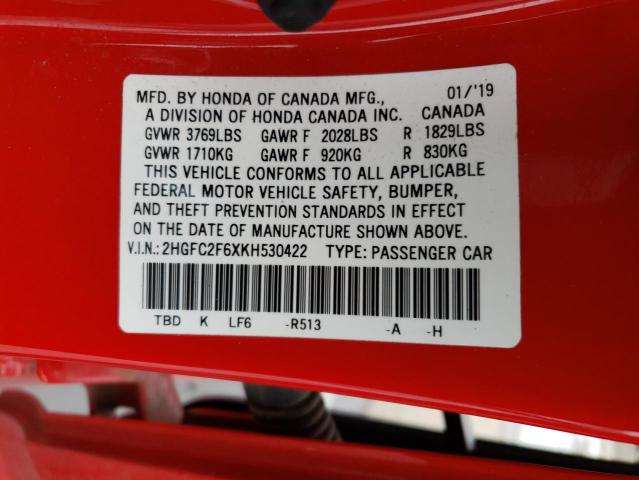 MFD. BY HONDA OF CANADA MFG., 01/'19
A DIVISION OF HONDA CANADA INC. CANADA
GVWR 3769LBS GAWR F 2028LBS R 1829LBS
GVWR 1710KG GAWR F 920KG R 830KG
THIS VEHICLE CONFORMS TO ALL APPLICABLE
FEDERAL MOTOR VEHICLE SAFETY, BUMPER,
AND THEFT PREVENTION STANDARDS IN EFFECT
ON THE DATE OF MANUFACTURE SHOWN ABOVE.
V.I.N.: 2HGFC2F6XKH530422 TYPE: PASSENGER CAR
TBD K LF6 -R513 -A -H